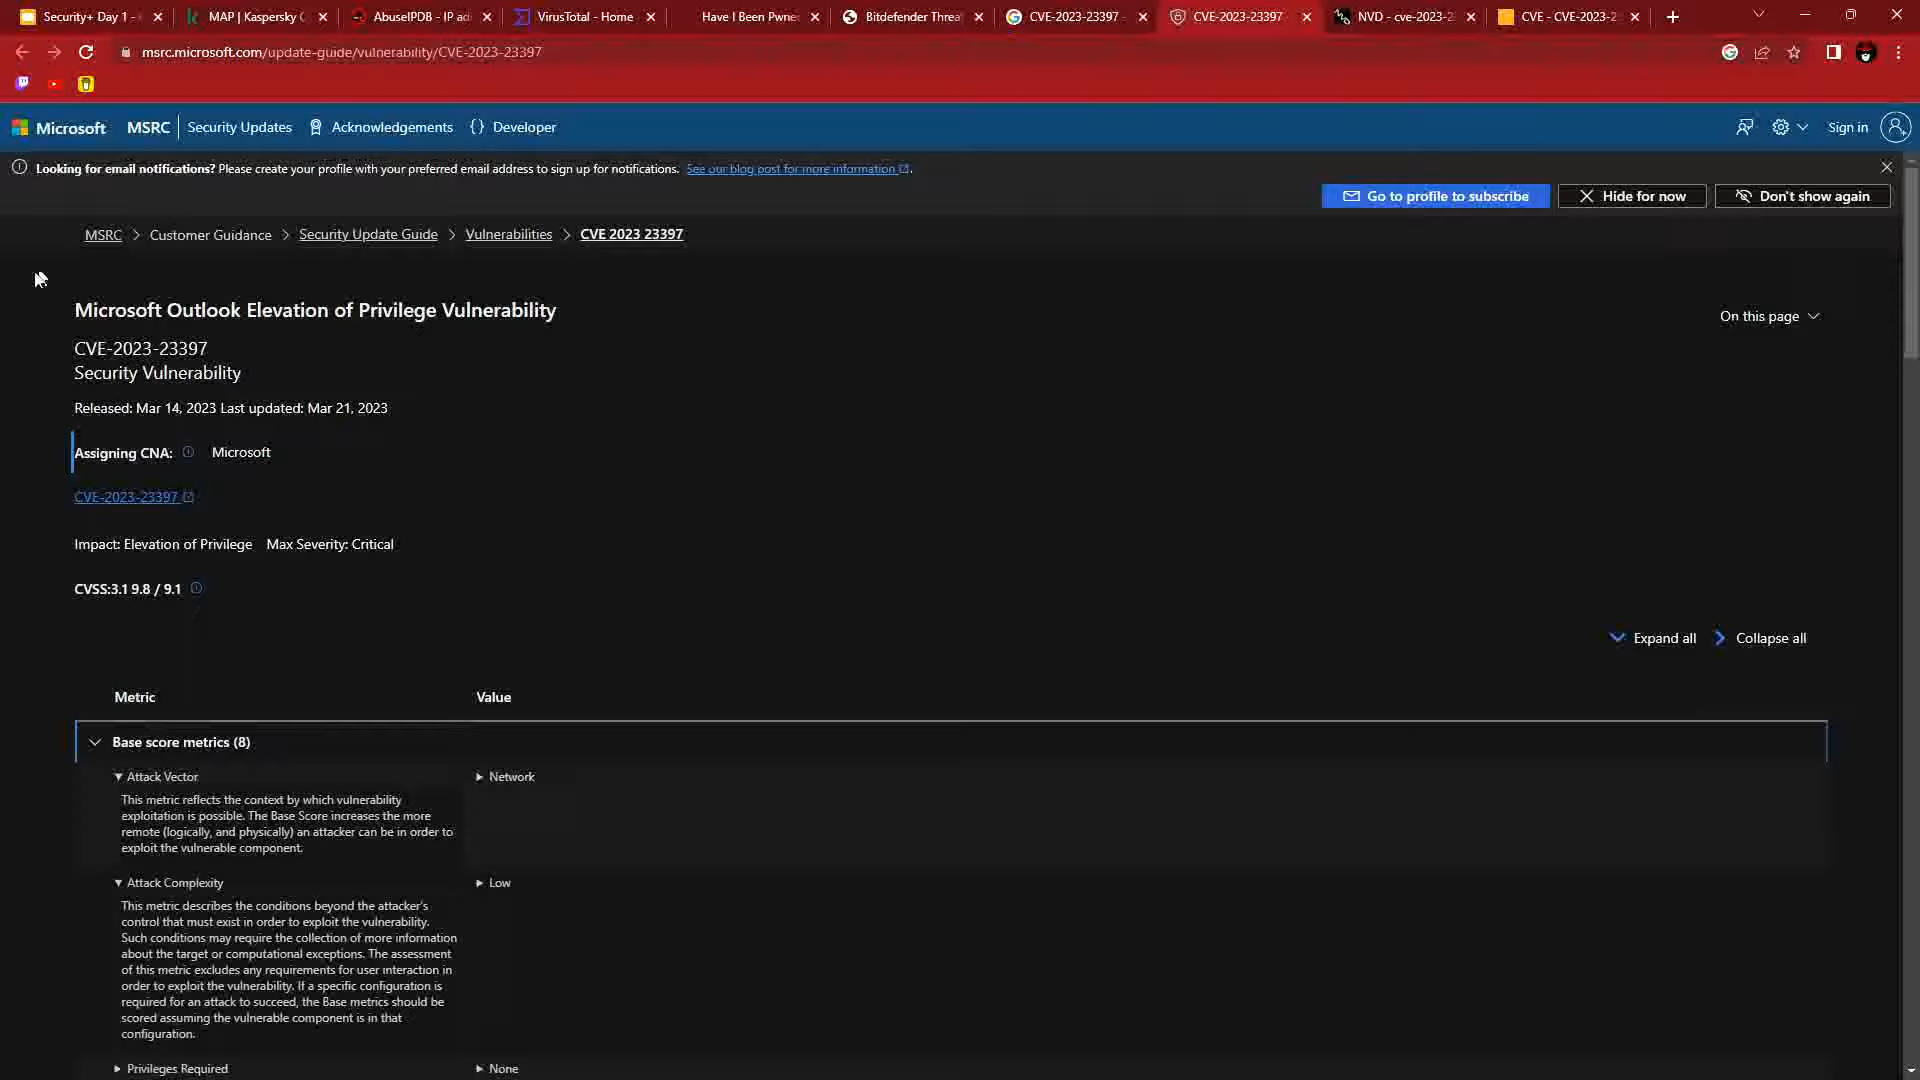 Security+ Day 1 -
MAP | Kaspersky
AbuseIPDB - IP ad
VirusTotal - Home
Have I Been Pwne
Bitdefender Threa
CVE-2023-23397 -
CVE-2023-23397
NVD - cve-2023-2
CVE - CVE-2023-2
msrc.microsoft.com/update-guide/vulnerability/CVE-2023-23397
Microsoft MSRC Security Updates Acknowledgements Developer Sign in
Looking for email notifications? Please create your profile with your preferred email address to sign up for notifications. See our blog post for more information.
Go to profile to subscribe Hide for now Don't show again
MSRC > Customer Guidance > Security Update Guide > Vulnerabilities > CVE 2023 23397
Microsoft Outlook Elevation of Privilege Vulnerability
On this page
CVE-2023-23397
Security Vulnerability
Released: Mar 14, 2023 Last updated: Mar 21, 2023
Assigning CNA: Microsoft
CVE-2023-23397
Impact: Elevation of Privilege Max Severity: Critical
CVSS:3.1 9.8 / 9.1
Expand all Collapse all
Metric Value
Base score metrics (8)
Attack Vector Network
This metric reflects the context by which vulnerability
exploitation is possible. The Base Score increases the more
remote (logically, and physically) an attacker can be in order to
exploit the vulnerable component.
Attack Complexity Low
This metric describes the conditions beyond the attacker's
control that must exist in order to exploit the vulnerability.
Such conditions may require the collection of more information
about the target or computational exceptions. The assessment
of this metric excludes any requirements for user interaction in
order to exploit the vulnerability. If a specific configuration is
required for an attack to succeed, the Base metrics should be
scored assuming the vulnerable component is in that
configuration.
Privileges Required None